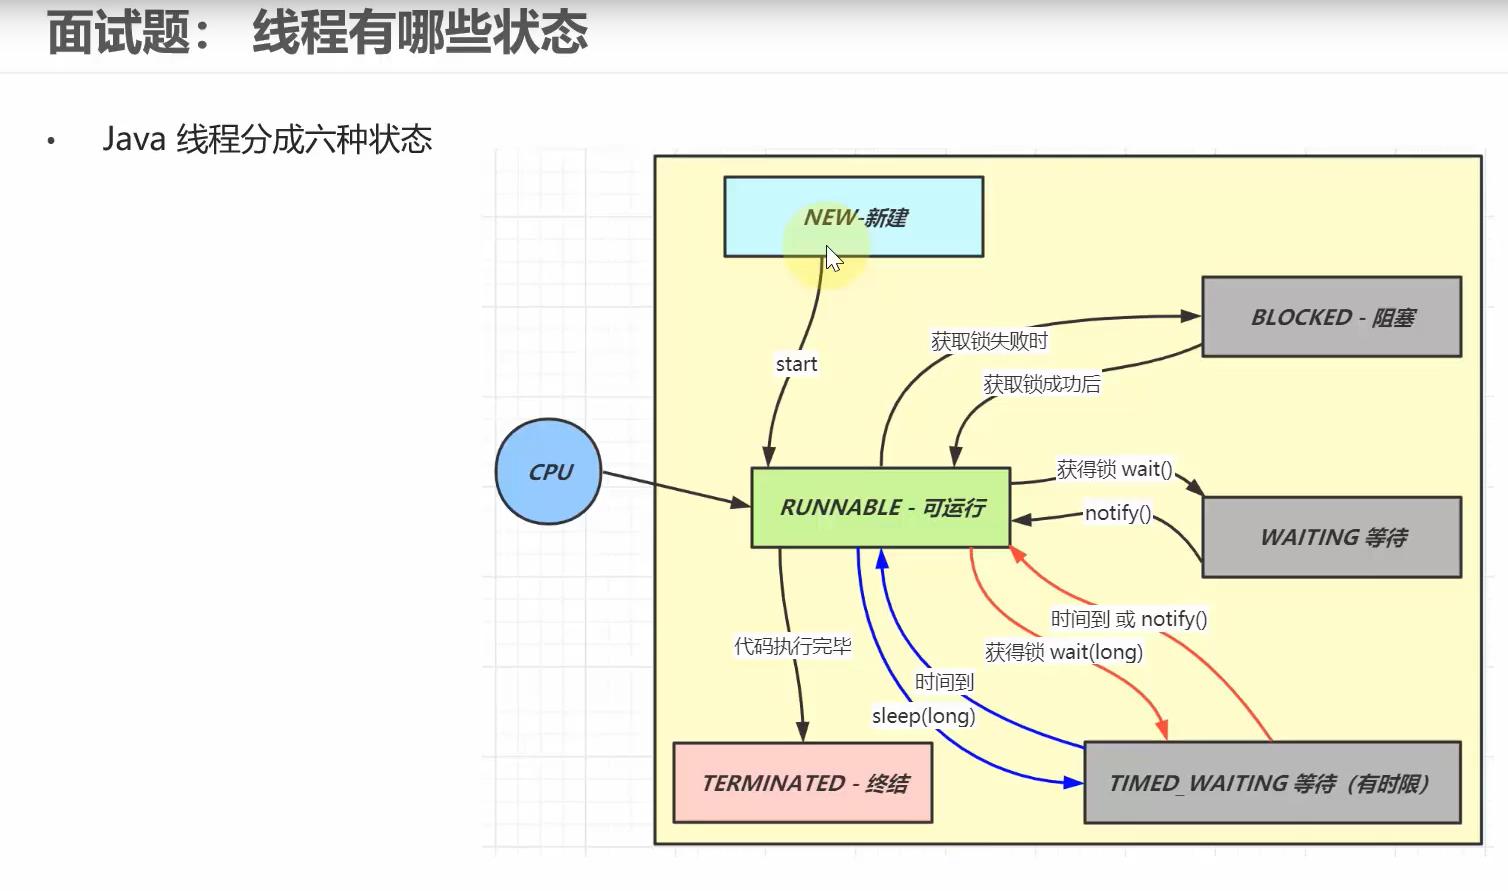 面试题： 线程有哪些状态
• Java 线程分成六种状态
NEW-新建
BLOCKED - 阻塞
获取锁失败时
start
获取锁成功后
CPU
获得锁 wait()
RUNNABLE - 可运行
notify()
WAITING 等待
时间到 或 notify()
代码执行完毕
获得锁 wait(long)
时间到
sleep(long)
TERMINATED - 终结
TIMED_WAITING 等待（有时限）